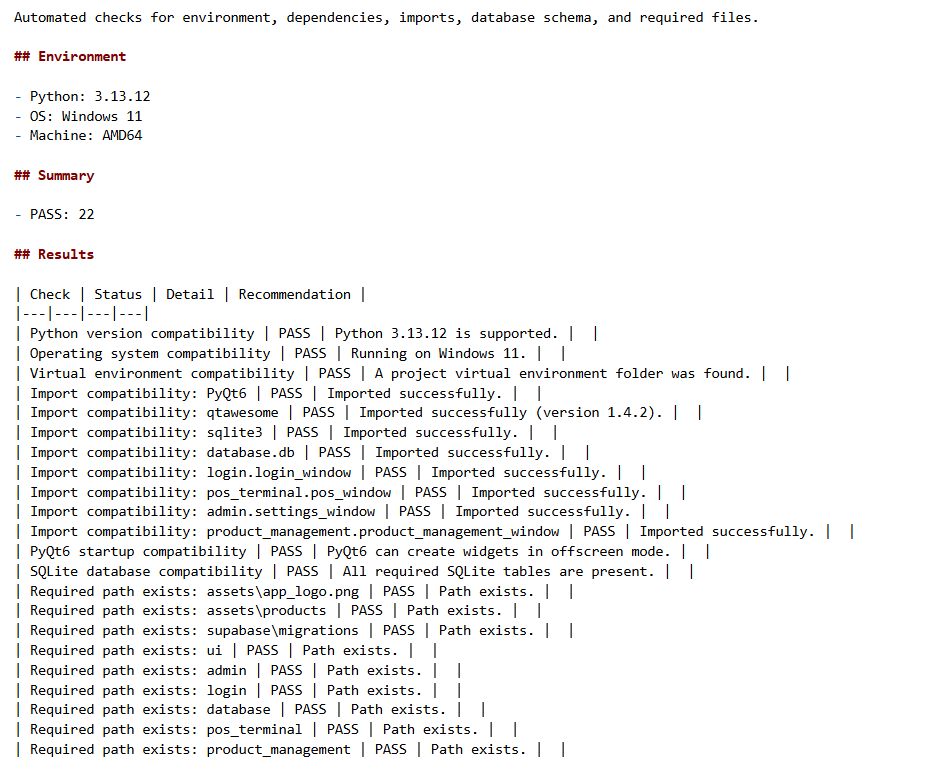 Automated checks for environment, dependencies, imports, database schema, and required files.
## Environment
- Python: 3.13.12
- OS: Windows 11
- Machine: AMD64
## Summary
- PASS: 22
## Results
| Check | Status | Detail | Recommendation |
|---|---|---|---|
| Python version compatibility | PASS | Python 3.13.12 is supported. |  |
| Operating system compatibility | PASS | Running on Windows 11. |  |
| Virtual environment compatibility | PASS | A project virtual environment folder was found. |  |
| Import compatibility: PyQt6 | PASS | Imported successfully. |  |
| Import compatibility: qtawesome | PASS | Imported successfully (version 1.4.2). |  |
| Import compatibility: sqlite3 | PASS | Imported successfully. |  |
| Import compatibility: database.db | PASS | Imported successfully. |  |
| Import compatibility: login.login_window | PASS | Imported successfully. |  |
| Import compatibility: pos_terminal.pos_window | PASS | Imported successfully. |  |
| Import compatibility: admin.settings_window | PASS | Imported successfully. |  |
| Import compatibility: product_management.product_management_window | PASS | Imported successfully. |  |
| PyQt6 startup compatibility | PASS | PyQt6 can create widgets in offscreen mode. |  |
| SQLite database compatibility | PASS | All required SQLite tables are present. |  |
| Required path exists: assets\app_logo.png | PASS | Path exists. |  |
| Required path exists: assets\products | PASS | Path exists. |  |
| Required path exists: supabase\migrations | PASS | Path exists. |  |
| Required path exists: ui | PASS | Path exists. |  |
| Required path exists: admin | PASS | Path exists. |  |
| Required path exists: login | PASS | Path exists. |  |
| Required path exists: database | PASS | Path exists. |  |
| Required path exists: pos_terminal | PASS | Path exists. |  |
| Required path exists: product_management | PASS | Path exists. |  |